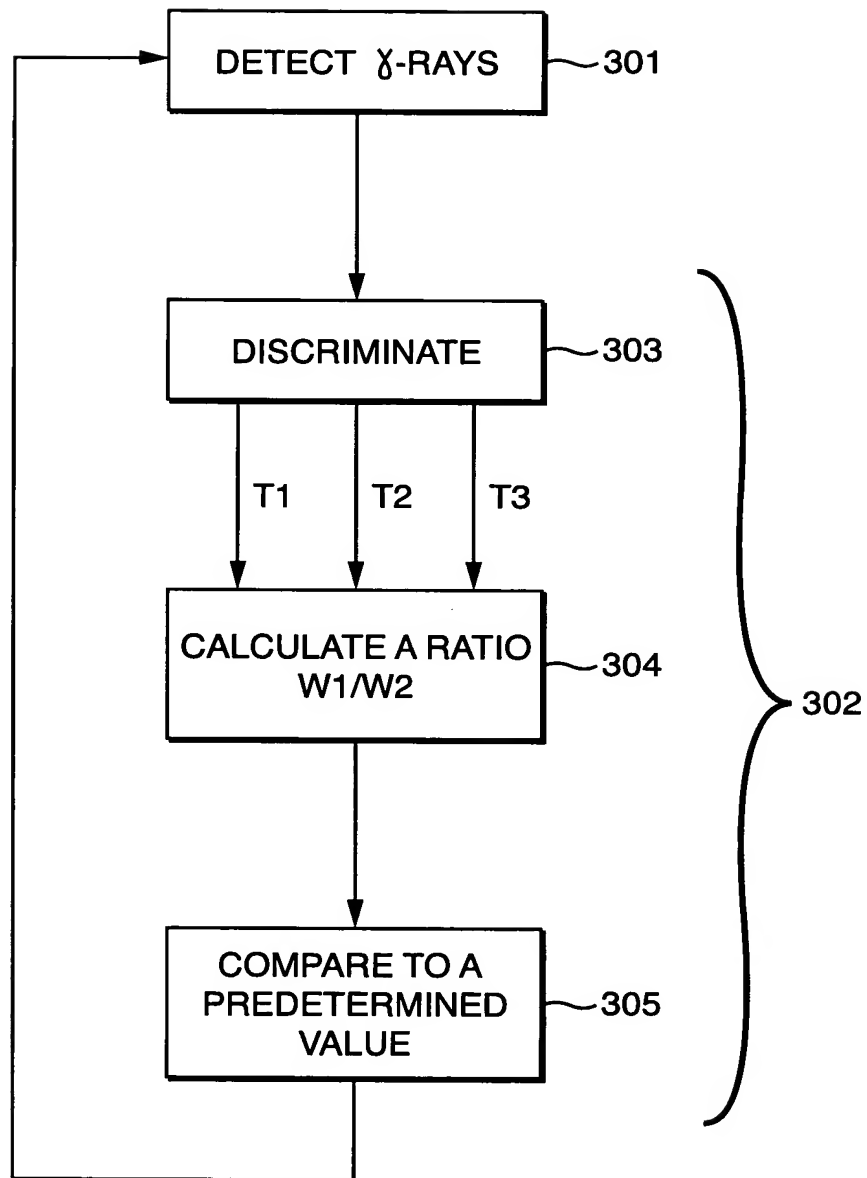 DETECT ɣ-RAYS
301
DISCRIMINATE
303
T1
T2
T3
CALCULATE A RATIO
W1/W2
304
302
COMPARE TO A
PREDETERMINED
VALUE
305